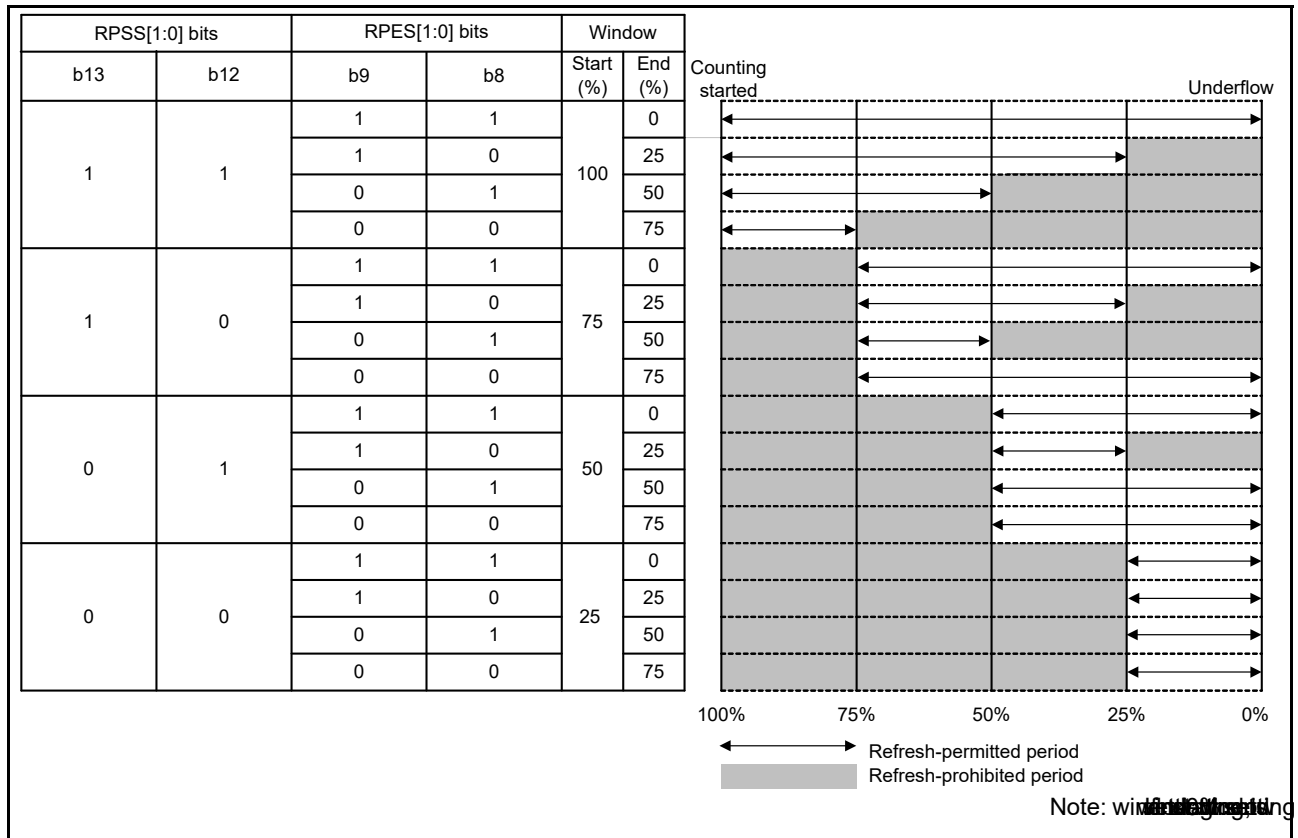 RPSS[1:0] bits RPES[1:0] bits Window
b13 b12 b9 b8 Start (%) End (%) Counting started Underflow
1 1 0
1 0 25
1 1 100
0 1 50
0 0 75
1 1 0
1 0 25
1 0 75
0 1 50
0 0 75
1 1 0
1 0 25
0 1 50
0 1 50
0 0 75
1 1 0
1 0 25
0 0 25
0 1 50
0 0 75
100% 75% 50% 25% 0%
Refresh-permitted period
Refresh-prohibited period
Note: